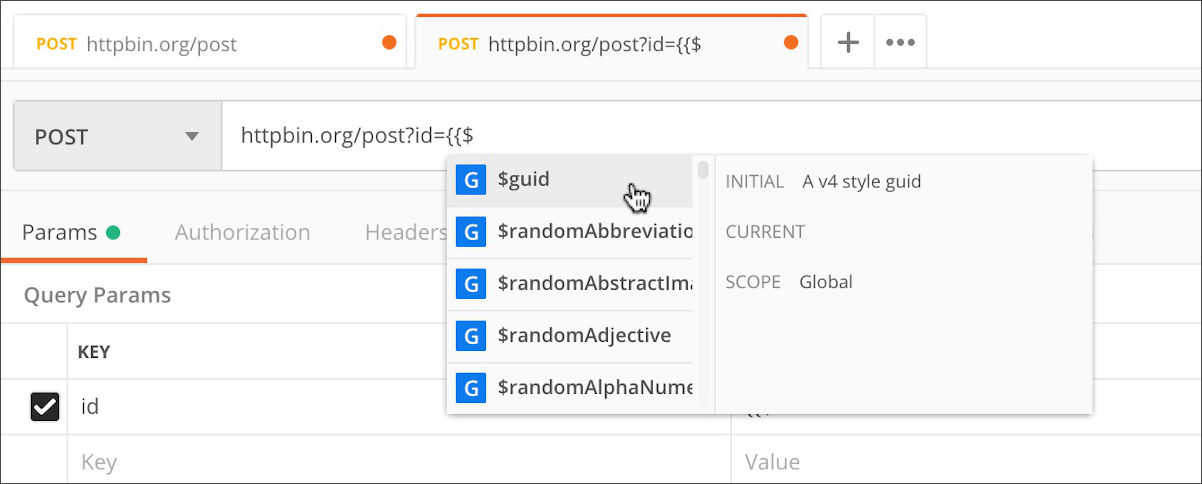 POST httpbin.org/post
POST httpbin.org/post?id={{$
POST
httpbin.org/post?id={{$
G $guid
INITIAL A v4 style guid
Params
Authorization
Headers
G $randomAbbreviatio
CURRENT
G $randomAbstractIma
SCOPE Global
Query Params
G $randomAdjective
KEY
G $randomAlphaNume
id
Key
Value